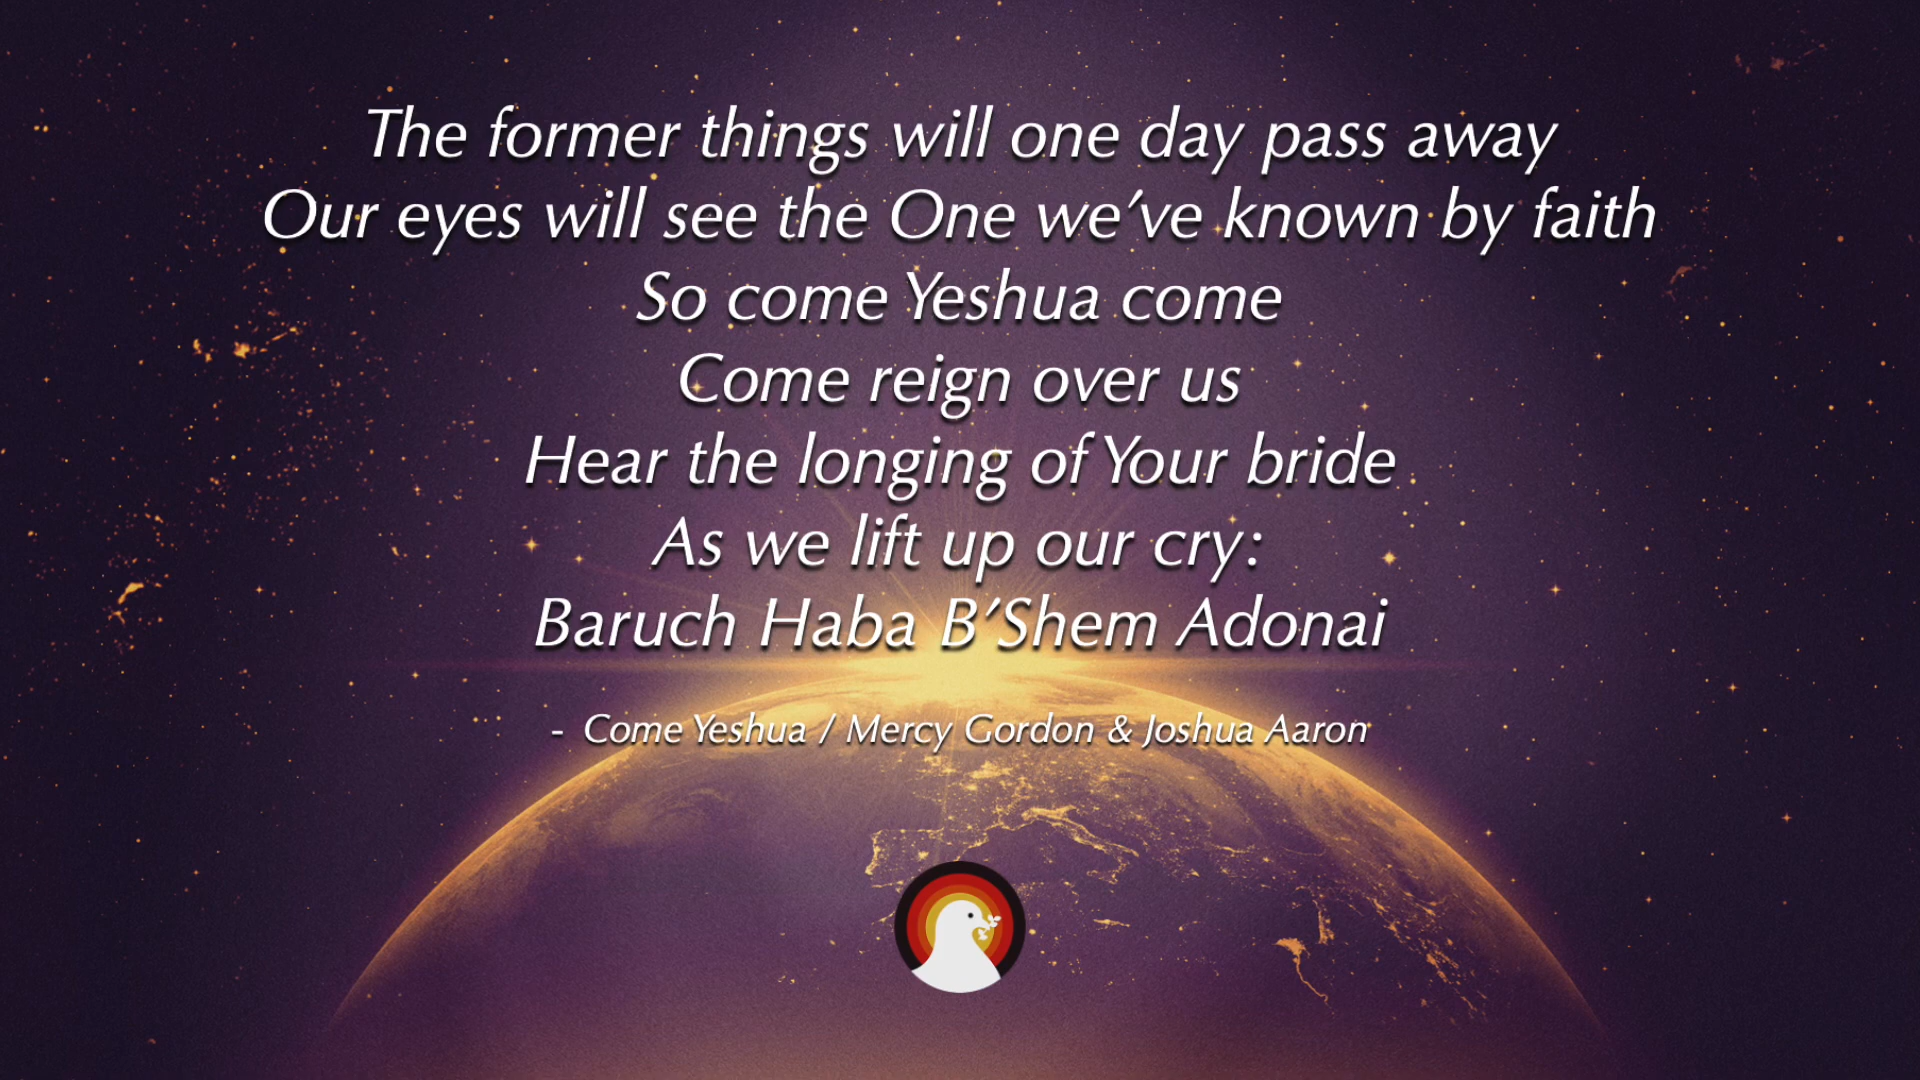 The former things will one day pass away
Our eyes will see the One we've known by faith
So come Yeshua come
Come reign over us
Hear the longing of Your bride
As we lift up our cry:
Baruch Haba B'Shem Adonai
- Come Yeshua / Mercy Gordon & Joshua Aaron